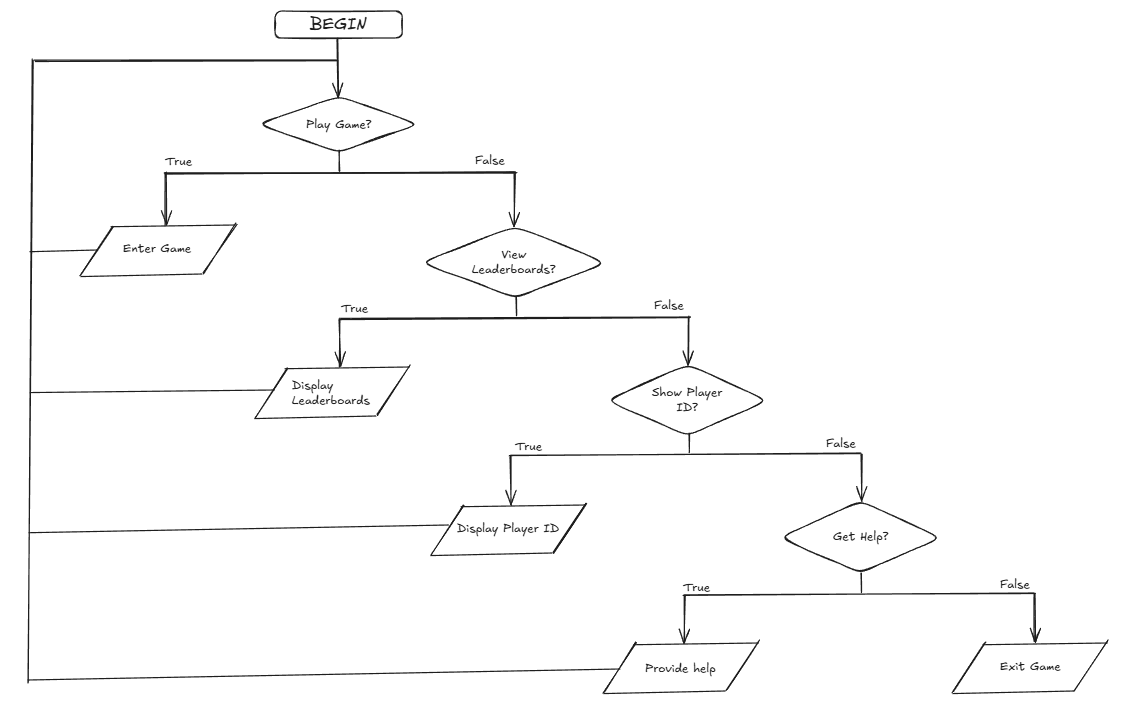 BEGIN
Play Game?
True
False
Enter Game
View
Leaderboards?
True
False
Display
Leaderboards
Show Player
ID?
True
False
Display Player ID
Get Help?
True
False
Provide help
Exit Game